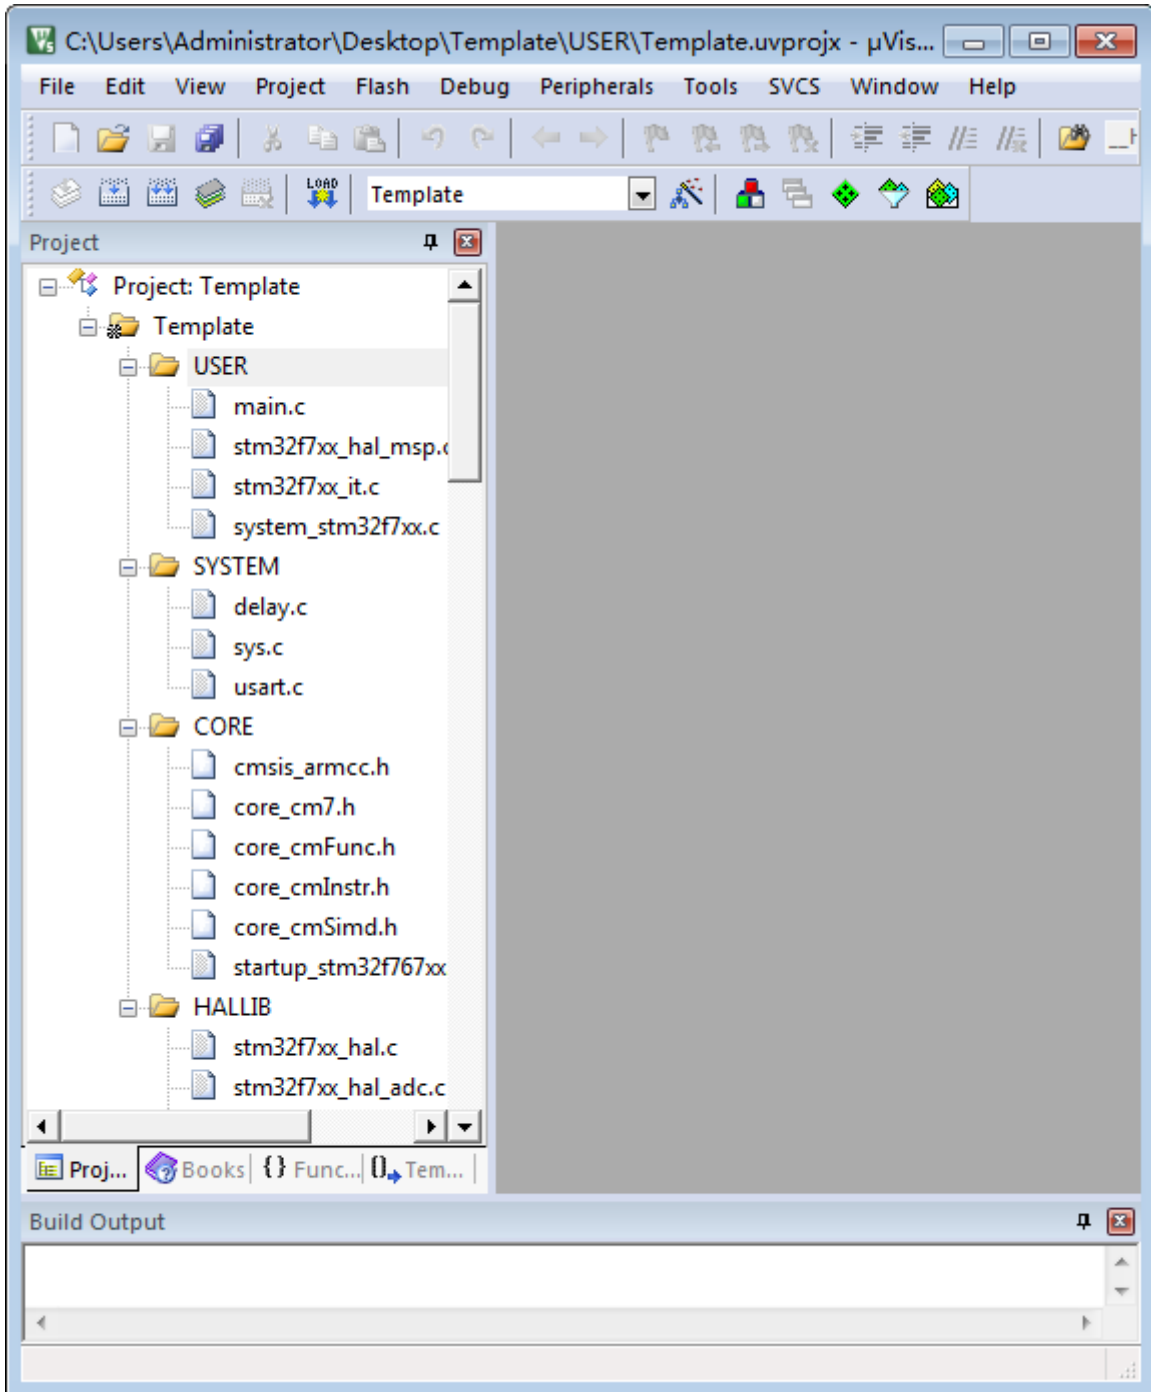 C:\Users\Administrator\Desktop\Template\USER\Template.uvprojx - µVis...
File Edit View Project Flash Debug Peripherals Tools SVCS Window Help
LOAD Template
Project
Project: Template
Template
USER
main.c
stm32f7xx_hal_msp.c
stm32f7xx_it.c
system_stm32f7xx.c
SYSTEM
delay.c
sys.c
usart.c
CORE
cmsis_armcc.h
core_cm7.h
core_cmFunc.h
core_cmInstr.h
core_cmSimd.h
startup_stm32f767xx
HALLIB
stm32f7xx_hal.c
stm32f7xx_hal_adc.c
Proj... Books {} Func... Tem...
Build Output